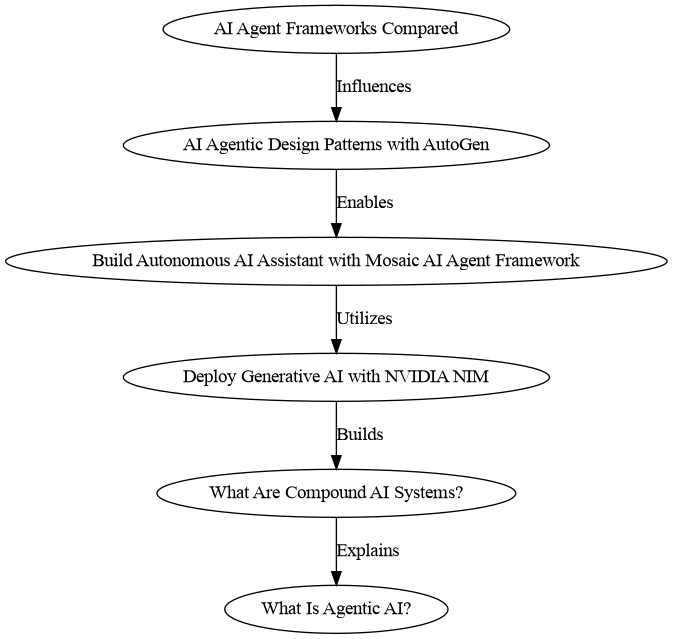 AI Agent Frameworks Compared
Influences
AI Agentic Design Patterns with AutoGen
Enables
Build Autonomous AI Assistant with Mosaic AI Agent Framework
Utilizes
Deploy Generative AI with NVIDIA NIM
Builds
What Are Compound AI Systems?
Explains
What Is Agentic AI?